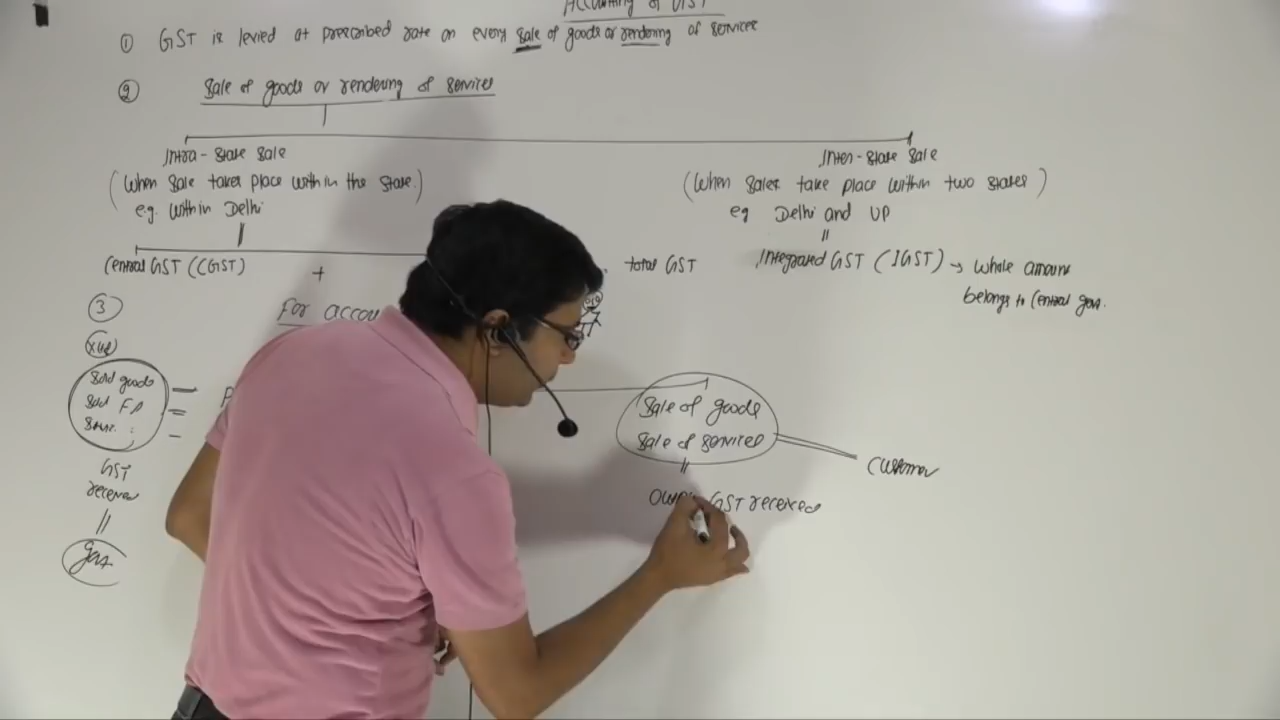 Accounting of GST
① GST is levied at prescribed rate on every sale of goods or rendering of services
② Sale of goods or rendering of services
Intra-State Sale
Inter-State Sale
(When Sale takes place within the State.)
(When Sales take place within two states)
e.g. within Delhi
eg Delhi and UP
Central GST (CGST)
+
total GST
Integrated GST (IGST) → Whole amount
belongs to Central govt.
③
For accou
Sold goods
Sold FA
Sale of goods
Sale of services
Customer
GST
received
GST received
Govt